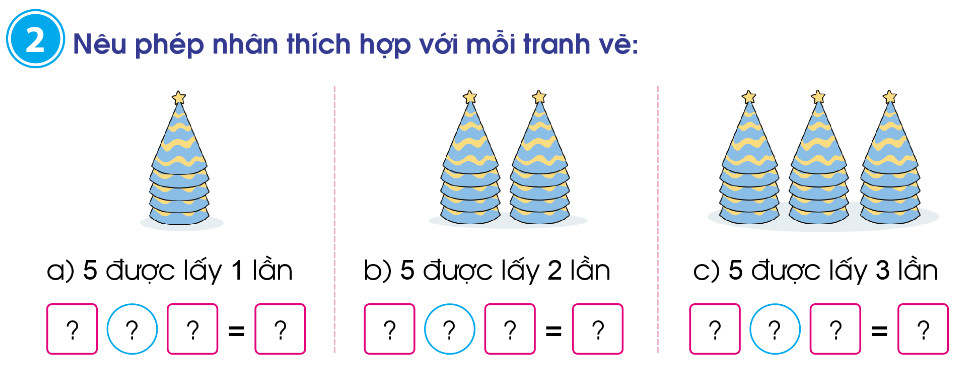 2 Nêu phép nhân thích hợp với mỗi tranh vẽ:
a) 5 được lấy 1 lần
? ? ? = ?
b) 5 được lấy 2 lần
? ? ? = ?
c) 5 được lấy 3 lần
? ? ? = ?